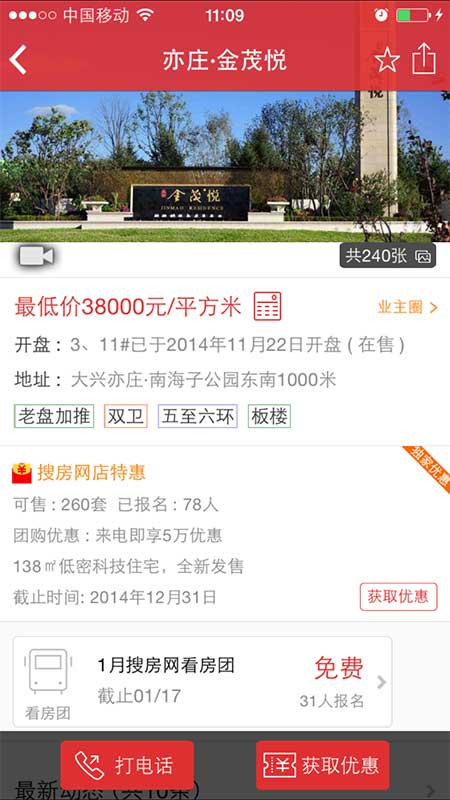 中国移动 11:09
亦庄·金茂悦
金茂悦
JINMAO RESIDENCE
共240张
最低价38000元/平方米 业主圈 >
开盘：3、11#已于2014年11月22日开盘 ( 在售 )
地址：大兴亦庄·南海子公园东南1000米
老盘加推 双卫 五至六环 板楼
搜房网店特惠 独家优惠
可售 : 260套 已报名 : 78人
团购优惠 : 来电即享5万优惠
138㎡低密科技住宅，全新发售
截止时间: 2014年12月31日 获取优惠
1月搜房网看房团 免费
看房团 截止01/17 31人报名
打电话 获取优惠
最新动态 (共10条)